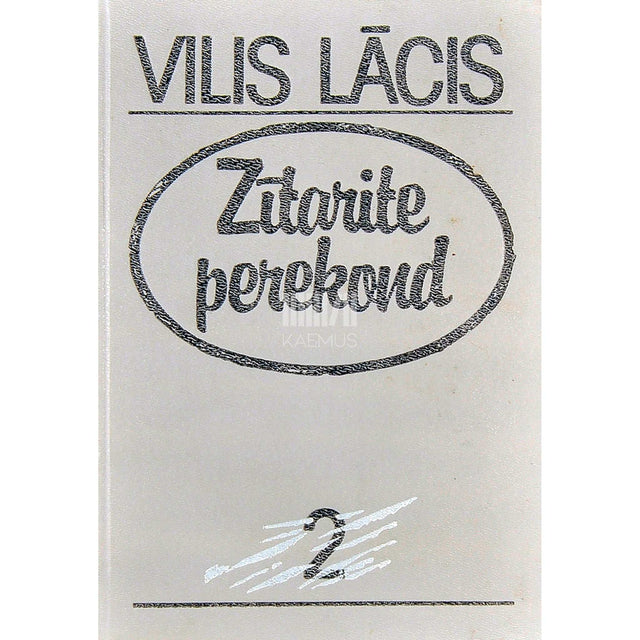 VILIS LĀCIS
Zītarite
perekond
KAEMUS
2